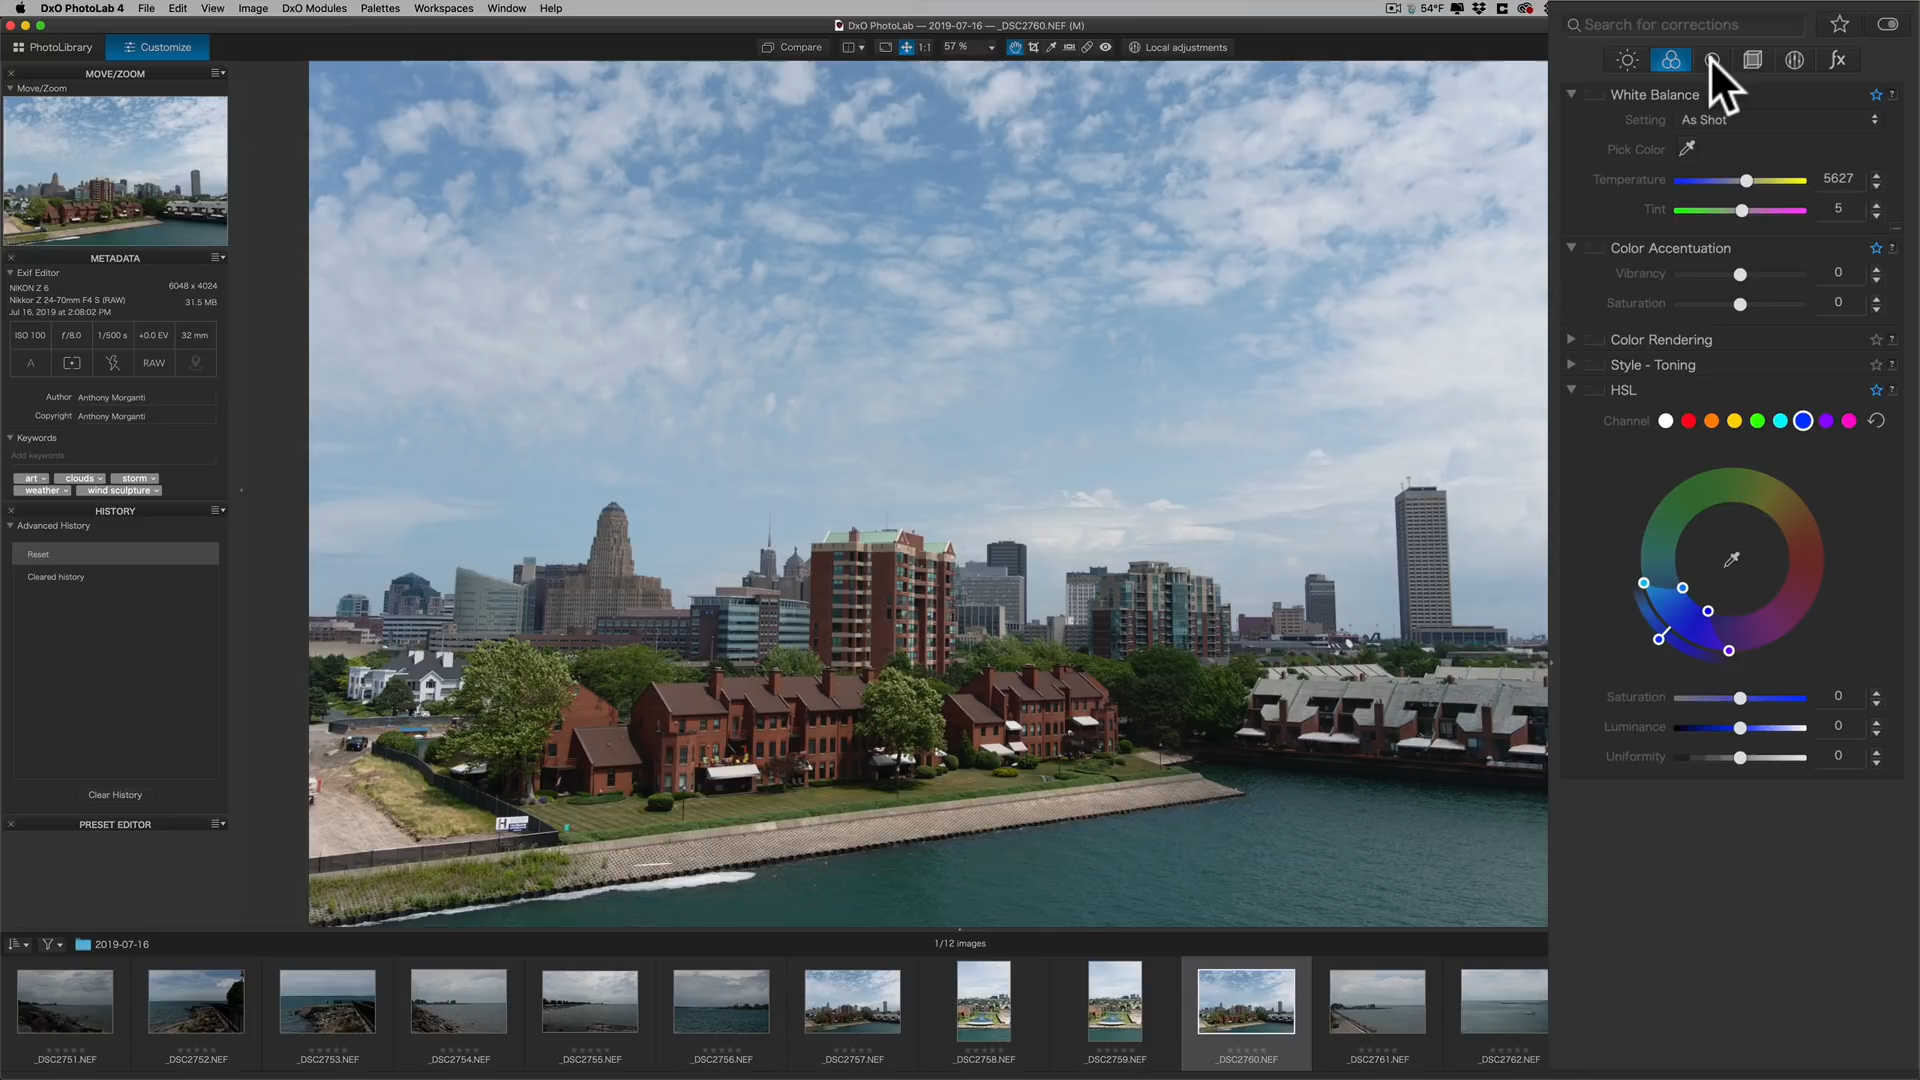 DxO PhotoLab 4 File Edit View Image DxO Modules Palettes Workspaces Window Help 54°F
DxO PhotoLab — 2019-07-16 — _DSC2760.NEF (M)
PhotoLibrary Customize Compare 1:1 57 % Local adjustments
Search for corrections
MOVE/ZOOM
Move/Zoom
METADATA
Exif Editor
NIKON Z 6 6048 x 4024
Nikkor Z 24-70mm F4 S (RAW) 31.5 MB
Jul 16, 2019 at 2:08:02 PM
ISO 100 f/8.0 1/500 s +0.0 EV 32 mm
A RAW
Author Anthony Morganti
Copyright Anthony Morganti
Keywords
Add keywords
art clouds storm
weather wind sculpture
HISTORY
Advanced History
Reset
Cleared history
Clear History
PRESET EDITOR
fx
White Balance ?
Setting As Shot
Pick Color
Temperature 5627
Tint 5
Color Accentuation ?
Vibrancy 0
Saturation 0
Color Rendering ?
Style - Toning ?
HSL ?
Channel
Saturation 0
Luminance 0
Uniformity 0
2019-07-16 1/12 images
_DSC2751.NEF _DSC2752.NEF _DSC2753.NEF _DSC2754.NEF _DSC2755.NEF _DSC2756.NEF _DSC2757.NEF _DSC2758.NEF _DSC2759.NEF _DSC2760.NEF _DSC2761.NEF _DSC2762.NEF